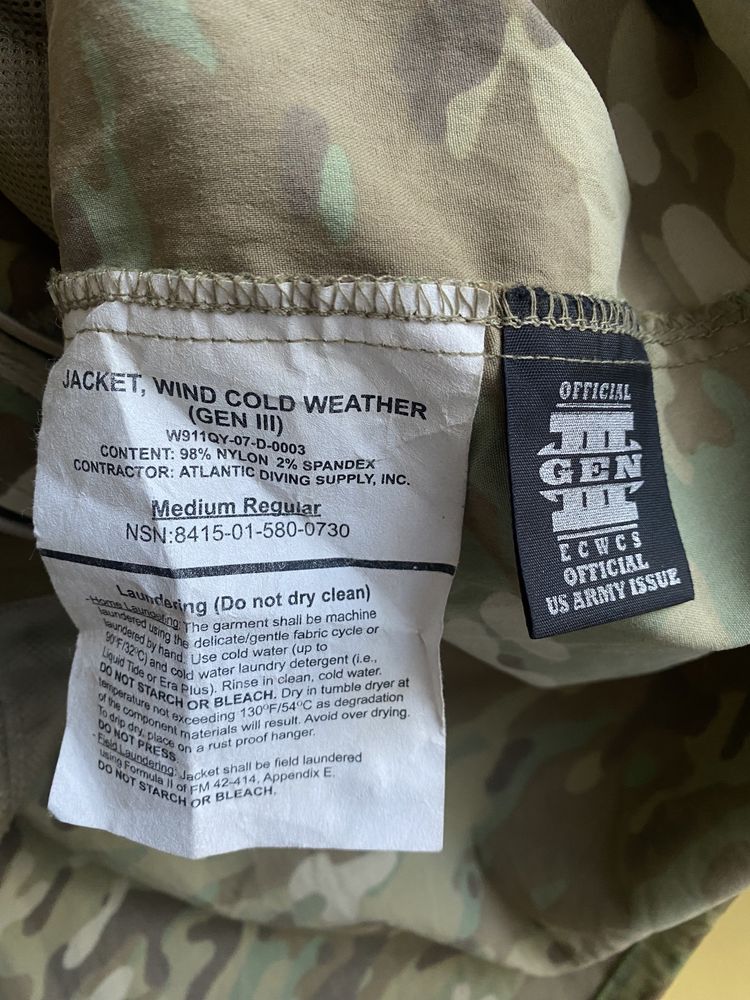 JACKET, WIND COLD WEATHER
(GEN III)
W911QY-07-D-0003
CONTENT: 98% NYLON 2% SPANDEX
CONTRACTOR: ATLANTIC DIVING SUPPLY, INC.
Medium Regular
NSN:8415-01-580-0730
Laundering (Do not dry clean)
-Home Laundering: The garment shall be machine
laundered using the delicate/gentle fabric cycle or
laundered by hand. Use cold water (up to
90ºF/32ºC) and cold water laundry detergent (i.e.,
Liquid Tide or Era Plus). Rinse in clean, cold water.
DO NOT STARCH OR BLEACH. Dry in tumble dryer at
temperature not exceeding 130ºF/54ºC as degradation
of the component materials will result. Avoid over drying.
To drip dry, place on a rust proof hanger.
DO NOT PRESS.
- Field Laundering: Jacket shall be field laundered
using Formula II of FM 42-414, Appendix E.
DO NOT STARCH OR BLEACH.
OFFICIAL
III
GEN
ECWCS
OFFICIAL
US ARMY ISSUE